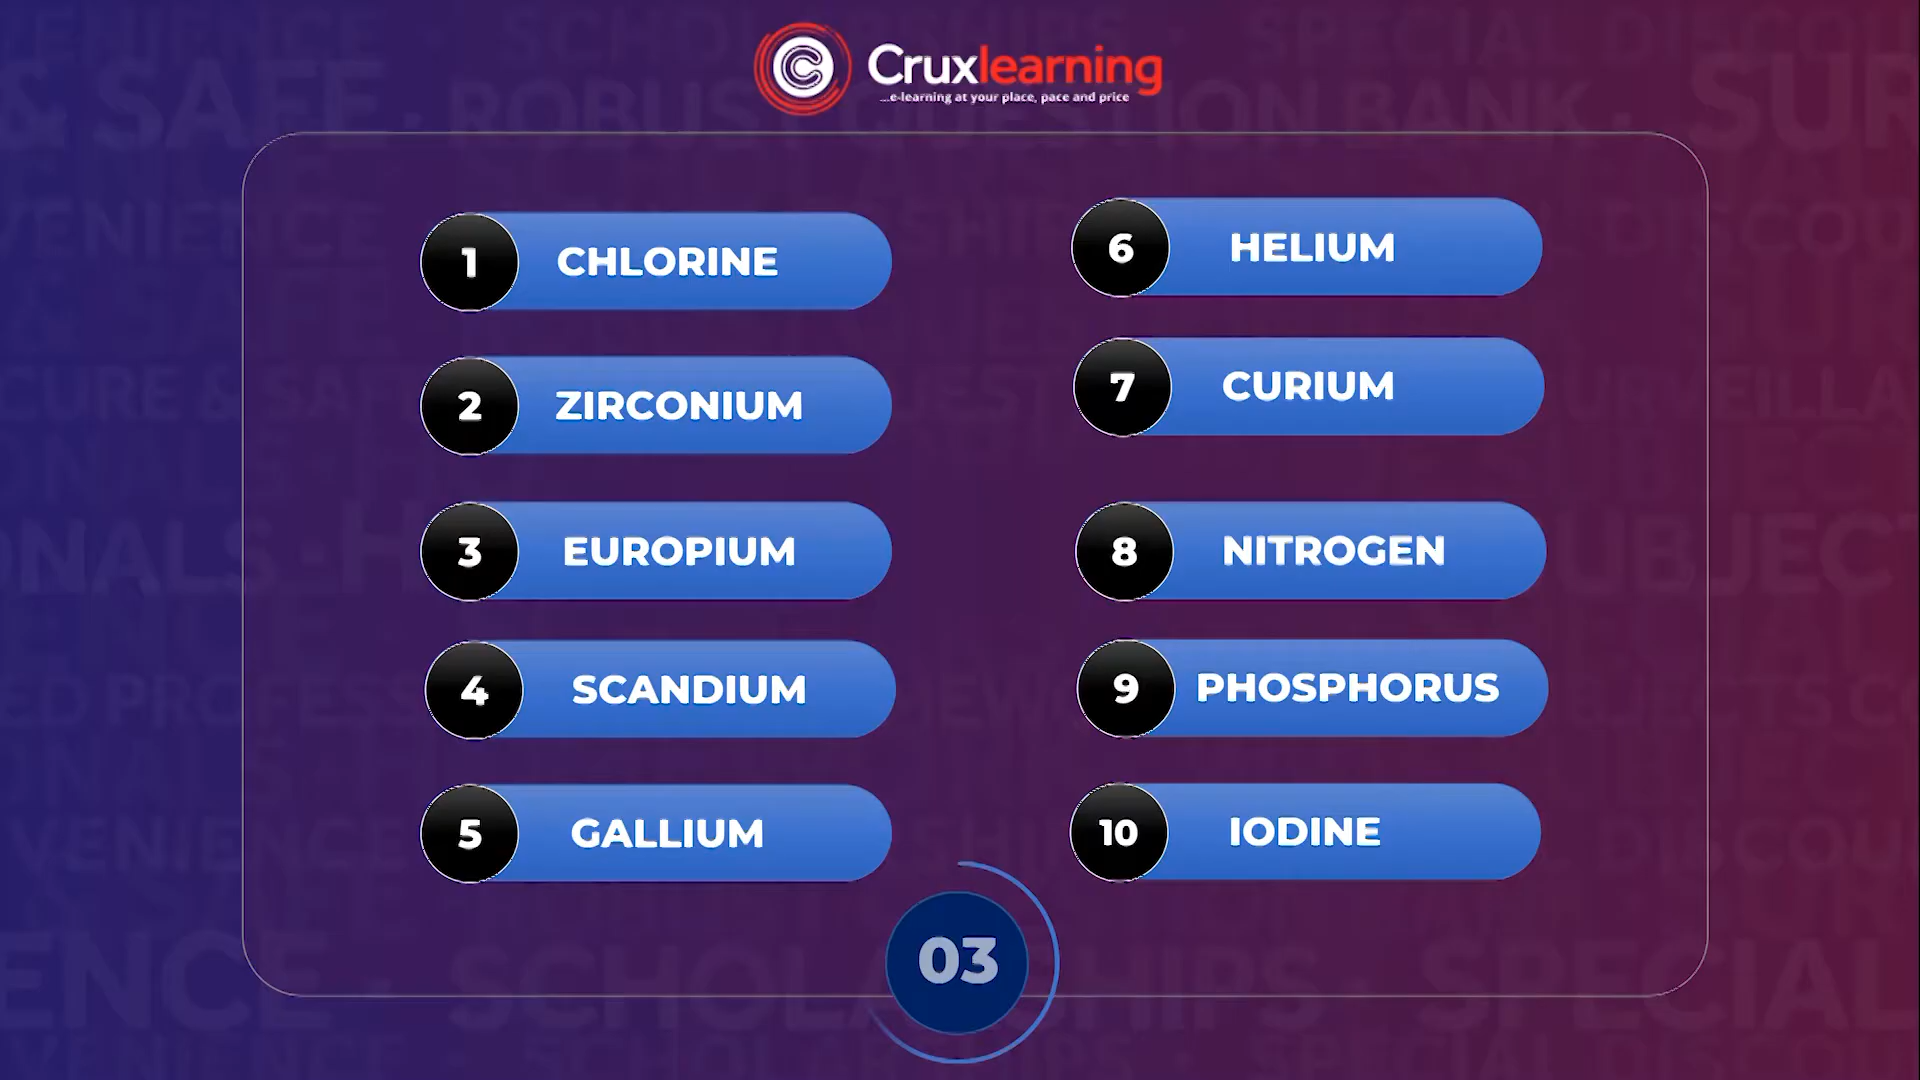 Cruxlearning
...e-learning at your place, pace and price
1 CHLORINE
2 ZIRCONIUM
3 EUROPIUM
4 SCANDIUM
5 GALLIUM
6 HELIUM
7 CURIUM
8 NITROGEN
9 PHOSPHORUS
10 IODINE
03